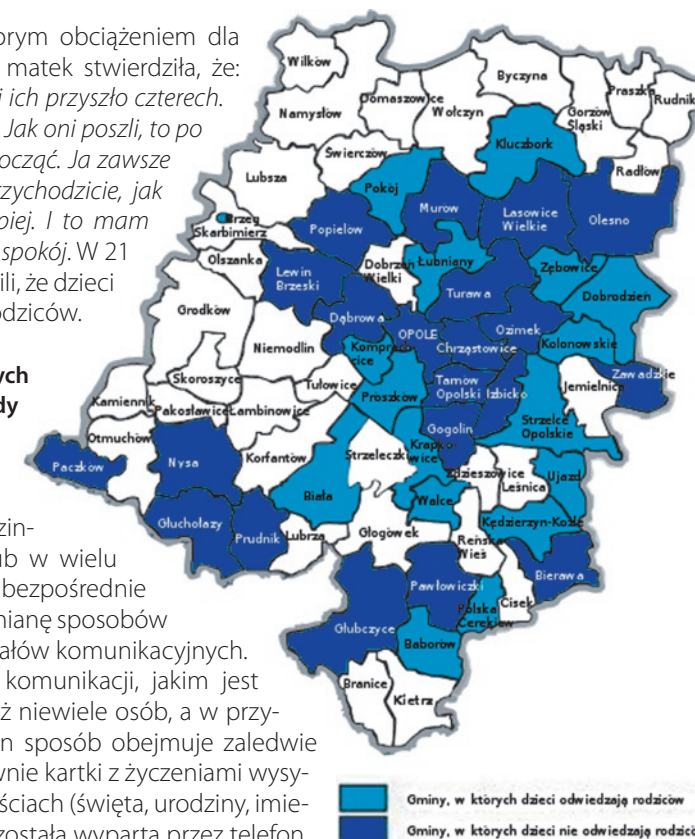 orym obciążeniem dla
matek stwierdziła, że:
i ich przyszło czterech.
Jak oni poszli, to po
ocząć. Ja zawsze
rzychodzicie, jak
piej. I to mam
spokój. W 21
ili, że dzieci
odziców.
ych
dy
zin-
ub w wielu
bezpośrednie
mianę sposobów
ałów komunikacyjnych.
komunikacji, jakim jest
ż niewiele osób, a w przy-
n sposób obejmuje zaledwie
wnie kartki z życzeniami wysy-
ściach (święta, urodziny, imie-
została wyparta przez telefon
Wilków
Byczyna
Praszka
Rudnik
Domaszowice
Namysłów
Wołczyn
Gorzów
Śląski
Kluczbork
Świerczów
Radłów
Lubsza
Pokój
Murów
Lasowice
Wielkie
Olesno
Brzeg
Skarbimierz
Popielów
Olszanka
Lewin
Brzeski
Dobrzeń
Wielki
Łubniany
Zębowice
Dobrodzień
Turawa
Grodków
Dąbrowa
OPOLE
Ozimek
Niemodlin
Komprachcice
Chrząstowice
Kolonowskie
Skoroszyce
Tułowice
Prószków
Tarnów
Opolski
Izbicko
Jemielnica
Zawadzkie
Kamiennik
Pakosławice
Łambinowice
Gogolin
Strzelce
Opolskie
Otmuchów
Korfantów
Strzeleczki
Krapkowice
Paczków
Nysa
Zdzieszowice
Leśnica
Ujazd
Biała
Walce
Głuchołazy
Prudnik
Lubrza
Głogówek
Kędzierzyn-Koźle
Reńska
Wieś
Bierawa
Pawłowiczki
Polska
Cerekiew
Cisek
Głubczyce
Baborów
Branice
Kietrz
Gminy, w których dzieci odwiedzają rodziców
Gminy, w których dzieci nie odwiedzają rodzi